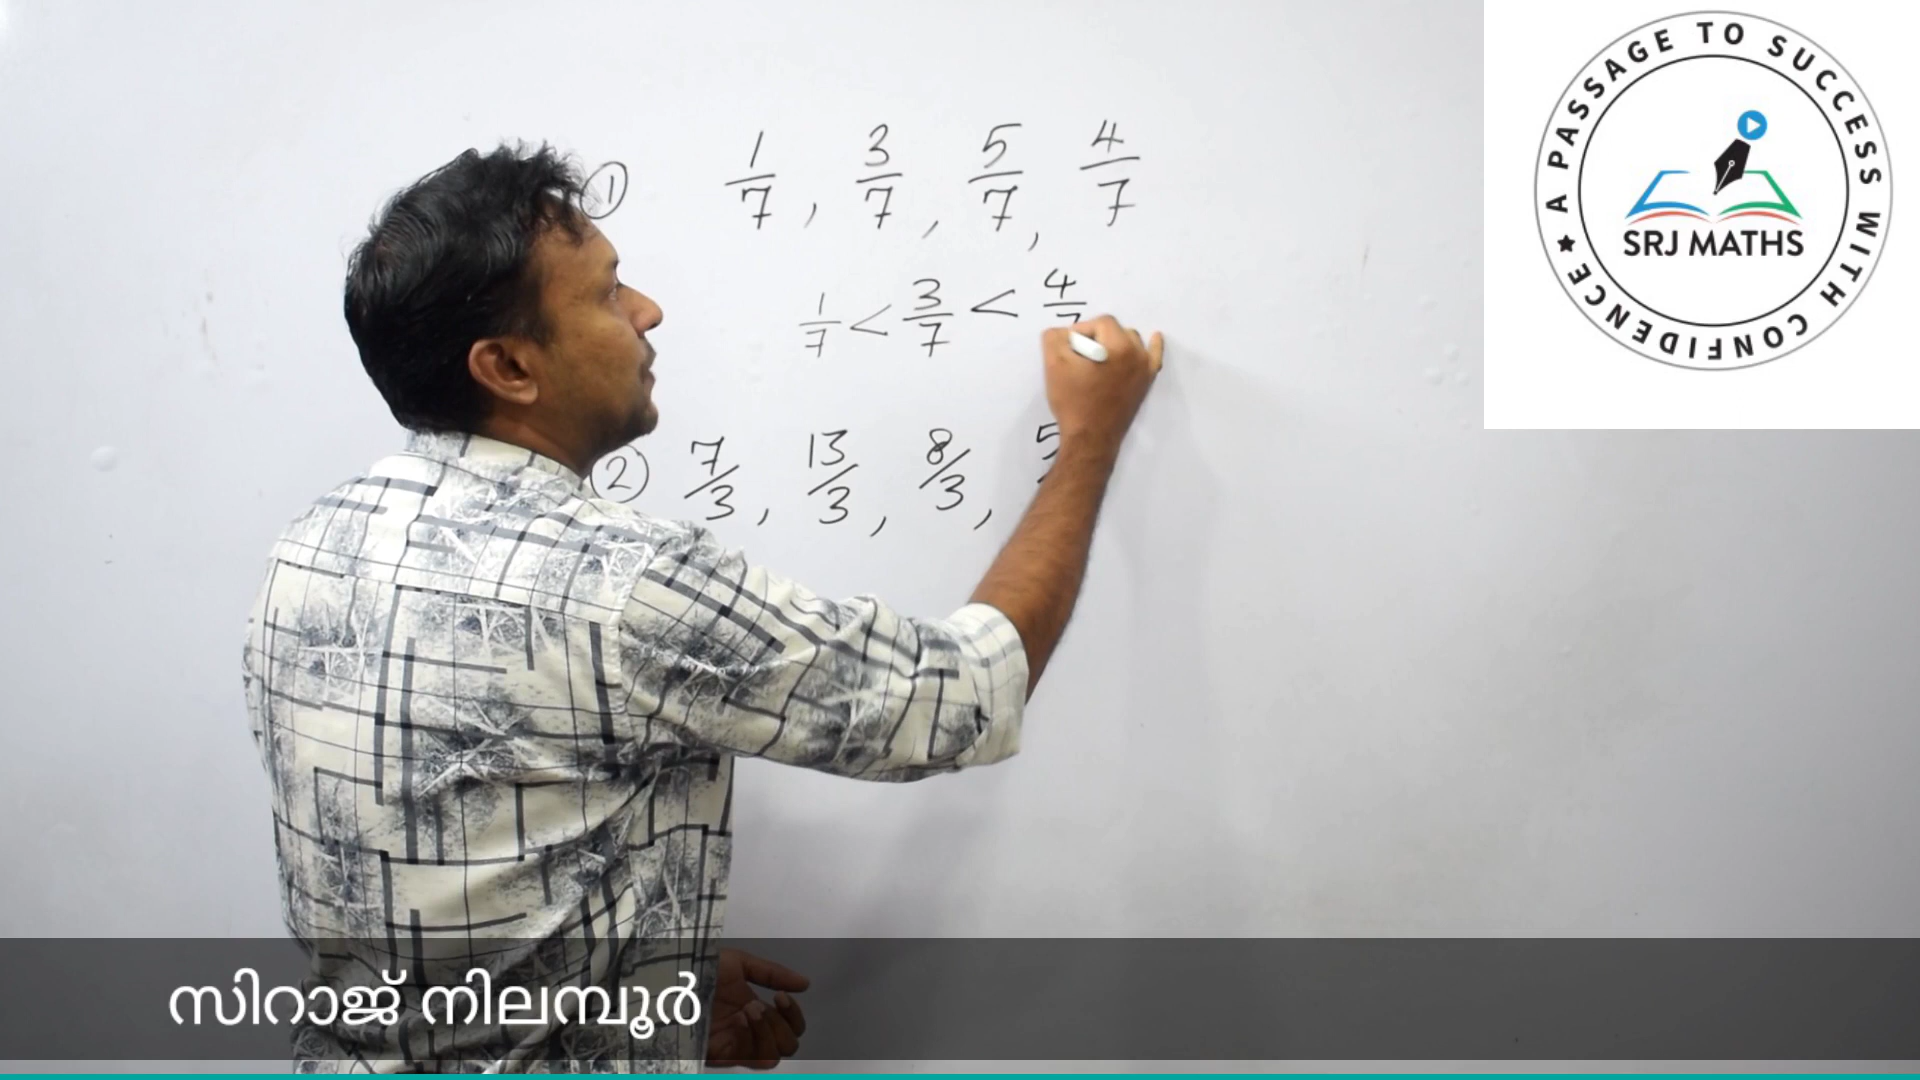 ① 1/7 , 3/7 , 5/7 , 4/7
1/7 < 3/7 < 4/7
② 7/3 , 13/3 , 8/3 , 5
A PASSAGE TO SUCCESS WITH CONFIDENCE ★
SRJ MATHS
സിറാജ് നിലമ്പൂർ